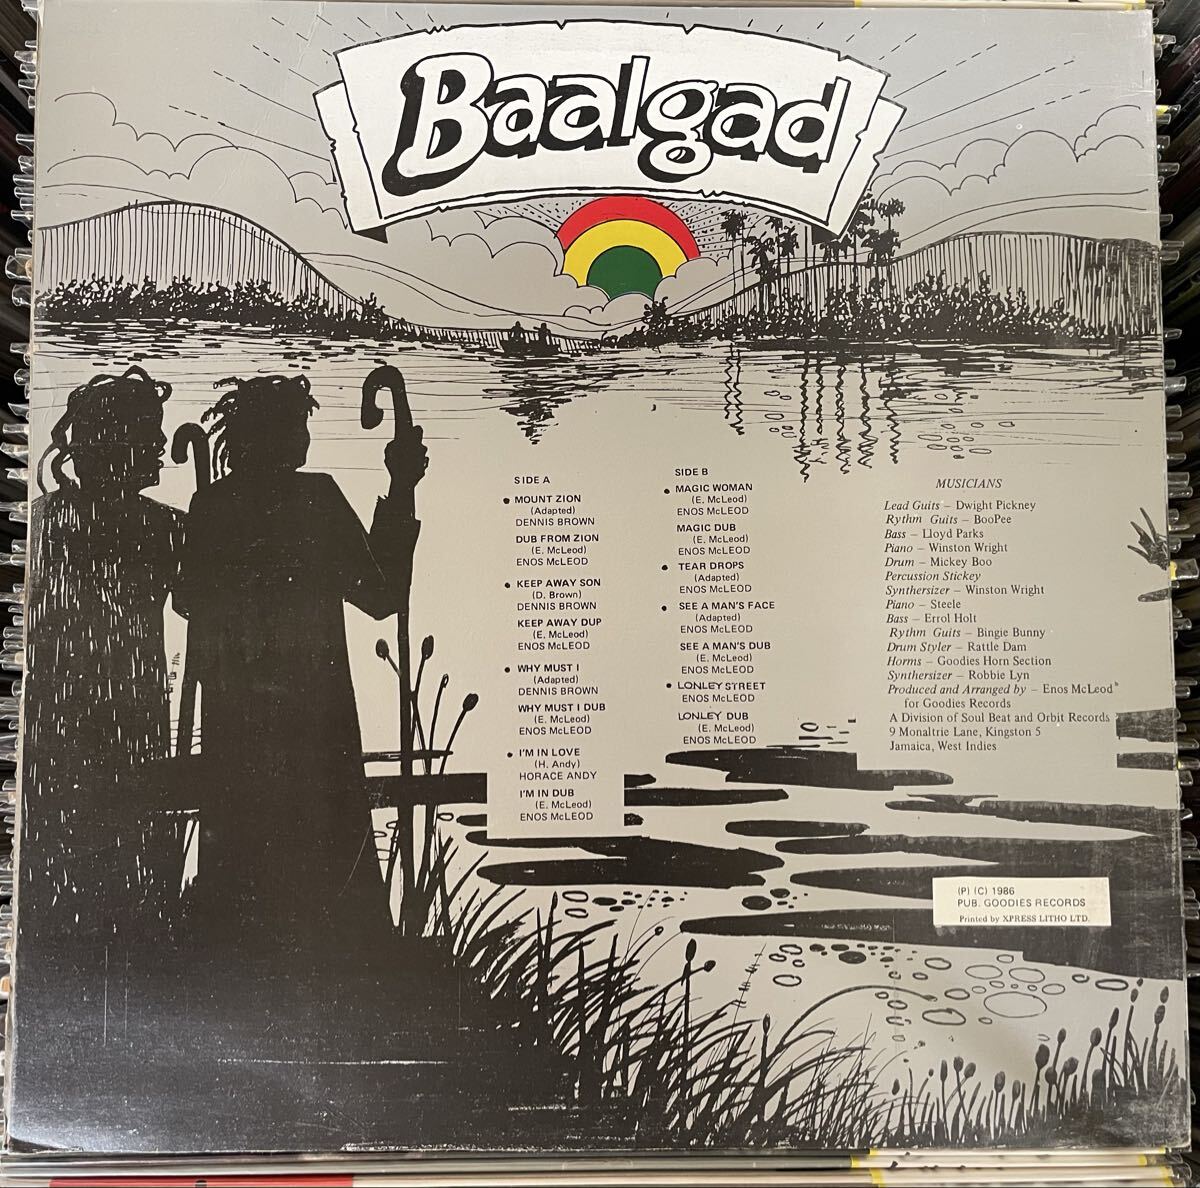 Baalgad
SIDE A
• MOUNT ZION
(Adapted)
DENNIS BROWN
DUB FROM ZION
(E. McLeod)
ENOS McLEOD
• KEEP AWAY SON
(D. Brown)
DENNIS BROWN
KEEP AWAY DUP
(E. McLeod)
ENOS McLEOD
• WHY MUST I
(Adapted)
DENNIS BROWN
WHY MUST I DUB
(E. McLeod)
ENOS McLEOD
• I'M IN LOVE
(H. Andy)
HORACE ANDY
I'M IN DUB
(E. McLeod)
ENOS McLEOD
SIDE B
• MAGIC WOMAN
(E. McLeod)
ENOS McLEOD
MAGIC DUB
(E. McLeod)
ENOS McLEOD
• TEAR DROPS
(Adapted)
ENOS McLEOD
• SEE A MAN'S FACE
(Adapted)
ENOS McLEOD
SEE A MAN'S DUB
(E. McLeod)
ENOS McLEOD
• LONLEY STREET
ENOS McLEOD
LONLEY DUB
(E. McLeod)
ENOS McLEOD
MUSICIANS
Lead Guits – Dwight Pickney
Rythm Guits – BooPee
Bass – Lloyd Parks
Piano – Winston Wright
Drum – Mickey Boo
Percussion Stickey
Synthersizer – Winston Wright
Piano – Steele
Bass – Errol Holt
Rythm Guits – Bingie Bunny
Drum Styler – Rattle Dam
Horms – Goodies Horn Section
Synthersizer – Robbie Lyn
Produced and Arranged by – Enos McLeod
for Goodies Records
A Division of Soul Beat and Orbit Records
9 Monaltrie Lane, Kingston 5
Jamaica, West Indies
(P) (C) 1986
PUB. GOODIES RECORDS
Printed by XPRESS LITHO LTD.